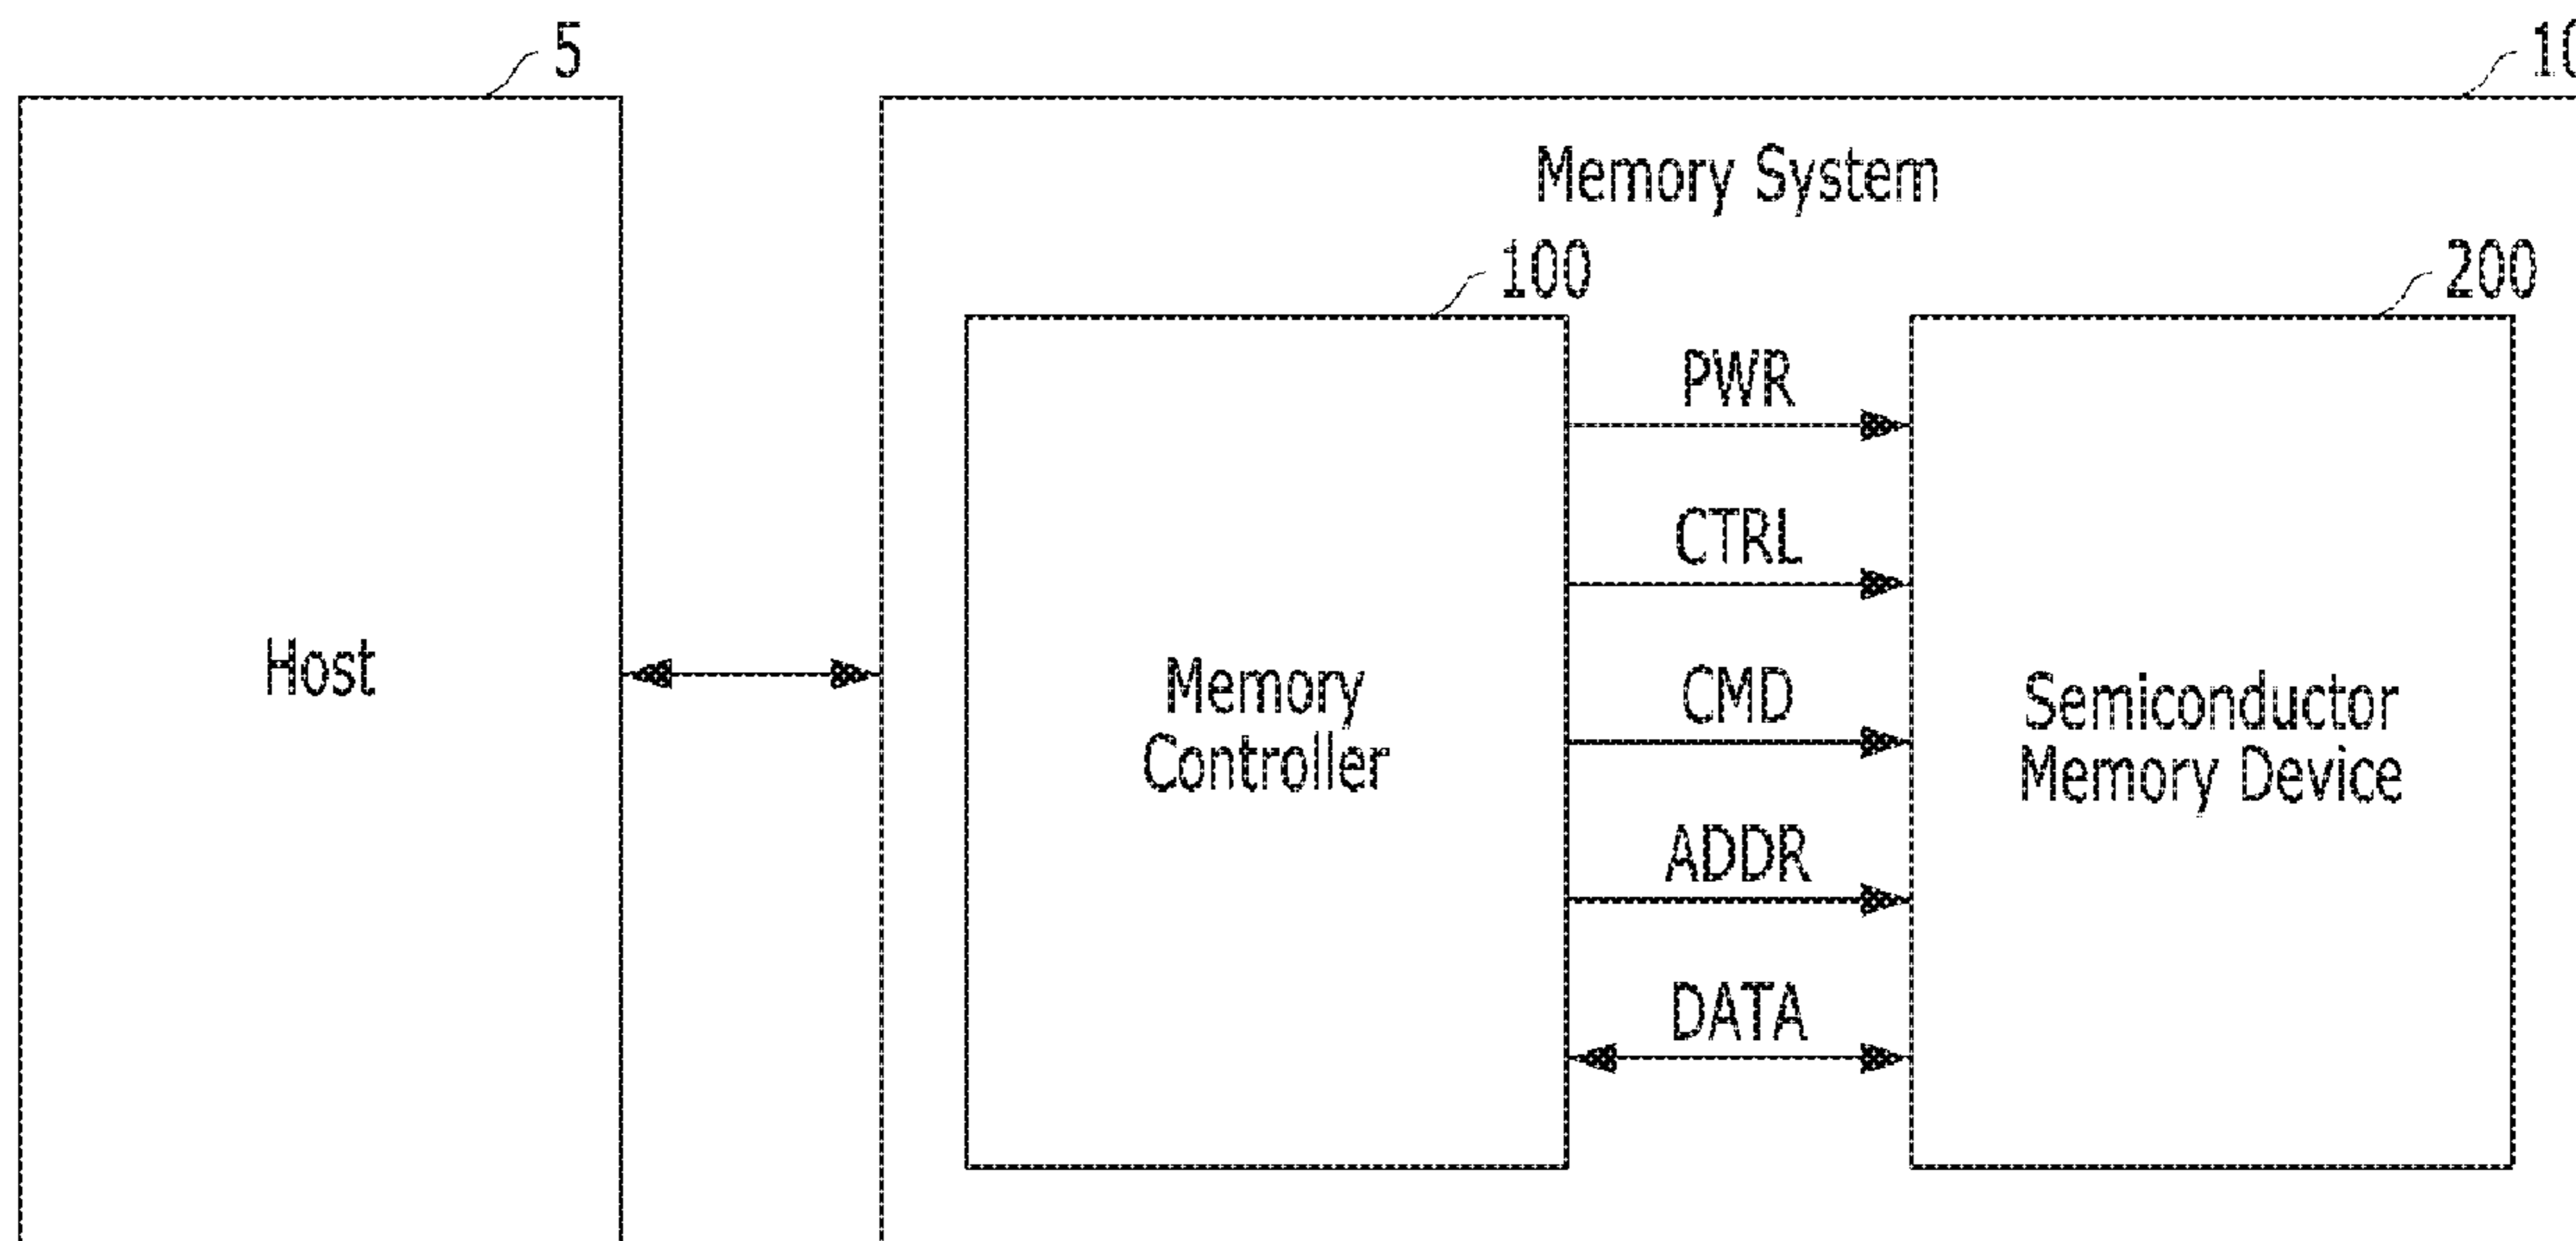 5
10
Memory System
100
200
PWR
CTRL
Host
CMD
Memory
Controller
Semiconductor
Memory Device
ADDR
DATA